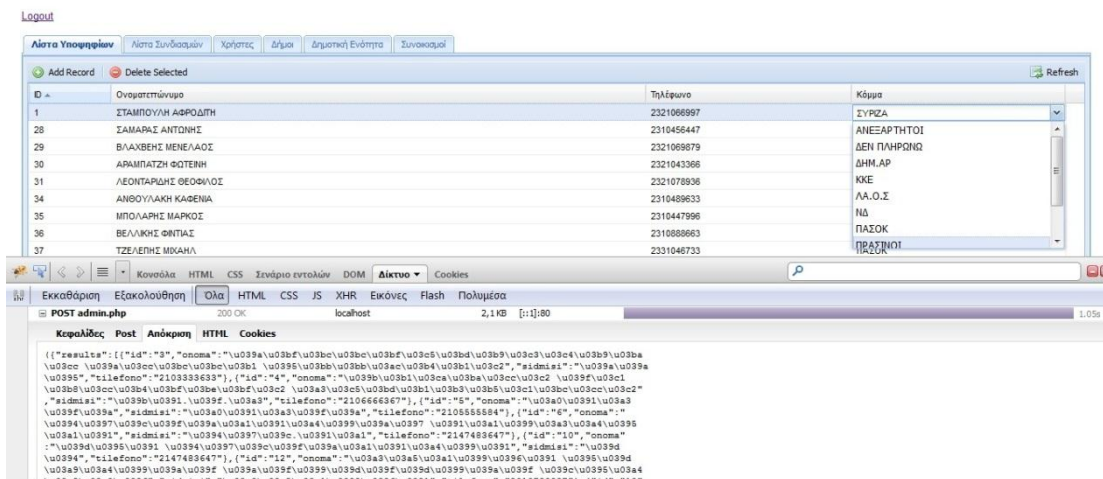 Logout
Λίστα Υποψηφίων Λίστα Συνδιασμών Χρήστες Δήμοι Δημοτική Ενότητα Συνοικισμοί
Add Record Delete Selected Refresh
ID Ονοματεπώνυμο Τηλέφωνο Κόμμα
1 ΣΤΑΜΠΟΥΛΗ ΑΦΡΟΔΙΤΗ 2321066997 ΣΥΡΙΖΑ
28 ΣΑΜΑΡΑΣ ΑΝΤΩΝΗΣ 2310456447 ΑΝΕΞΑΡΤΗΤΟΙ
29 ΒΛΑΧΒΕΗΣ ΜΕΝΕΛΑΟΣ 2321069879 ΔΕΝ ΠΛΗΡΩΝΩ
30 ΑΡΑΜΠΑΤΖΗ ΦΩΤΕΙΝΗ 2321043366 ΔΗΜ.ΑΡ
31 ΛΕΟΝΤΑΡΙΔΗΣ ΘΕΟΦΙΛΟΣ 2321078936 ΚΚΕ
34 ΑΝΘΟΥΛΑΚΗ ΚΑΦΕΝΙΑ 2310489633 ΛΑ.Ο.Σ
35 ΜΠΟΛΑΡΗΣ ΜΑΡΚΟΣ 2310447996 ΝΔ
36 ΒΕΛΛΙΚΗΣ ΦΙΝΤΙΑΣ 2310888663 ΠΑΣΟΚ
37 ΤΖΕΛΕΠΗΣ ΜΙΧΑΗΛ 2331046733 ΠΡΑΣΙΝΟΙ
ΠΑΣΟΚ
Κονσόλα HTML CSS Σενάριο εντολών DOM Δίκτυο Cookies
Εκκαθάριση Εξακολούθηση Όλα HTML CSS JS XHR Εικόνες Flash Πολυμέσα
POST admin.php 200 OK localhost 2,1 KB [::1]:80 1.05s
Κεφαλίδες Post Απόκριση HTML Cookies
({"results":[{"id":"3","onoma":"\u039a\u03bf\u03bc\u03bc\u03bf\u03c5\u03bd\u03b9\u03c3\u03c4\u03b9\u03ba
\u03cc \u039a\u03cc\u03bc\u03bc\u03b1 \u0395\u03bb\u03bb\u03ac\u03b4\u03b1\u03c2","sidmisi":"\u039a\u039a
\u0395","tilefono":"2103333633"},{"id":"4","onoma":"\u039b\u03b1\u03ca\u03ba\u03cc\u03c2 \u039f\u03c1
\u03b8\u03cc\u03b4\u03bf\u03be\u03bf\u03c2 \u03a3\u03c5\u03bd\u03b1\u03b3\u03b5\u03c1\u03bc\u03cc\u03c2"
,"sidmisi":"\u039b\u0391.\u039f.\u03a3","tilefono":"2106666367"},{"id":"5","onoma":"\u03a0\u0391\u03a3
\u039f\u039a","sidmisi":"\u03a0\u0391\u03a3\u039f\u039a","tilefono":"2105555584"},{"id":"6","onoma":"
\u0394\u0397\u039c\u039f\u039a\u03a1\u0391\u03a4\u0399\u039a\u0397 \u0391\u03a1\u0399\u03a3\u03a4\u0395
\u03a1\u0391","sidmisi":"\u0394\u0397\u039c.\u0391\u03a1","tilefono":"2147483647"},{"id":"10","onoma"
:"\u039d\u0395\u0391 \u0394\u0397\u039c\u039f\u039a\u03a1\u0391\u03a4\u0399\u0391","sidmisi":"\u039d
\u0394","tilefono":"2147483647"},{"id":"12","onoma":"\u03a3\u03a5\u03a1\u0399\u0396\u0391 \u0395\u039d
\u03a9\u03a4\u0399\u039a\u039f \u039a\u039f\u0399\u039d\u039f\u039d\u0399\u039a\u039f \u039c\u0395\u03a4